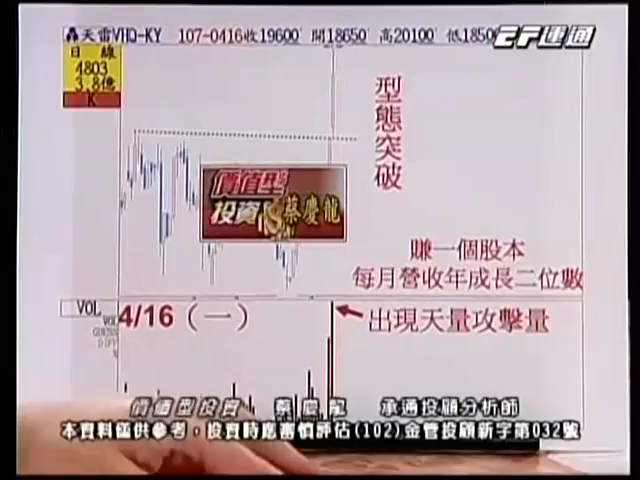 天雷VHQ-KY 107-0416收19600 開18650 高20100 低1850
EF建通
日線
4803
3.8億
K
型態突破
價值型
投資
蔡慶龍
賺一個股本
每月營收年成長二位數
VOL
VOL
4/16 (一)
出現天量攻擊量
價值型投資 蔡慶龍 承通投顧分析師
本資料僅供參考，投資時應審慎評估(102)金管投顧新字第032號